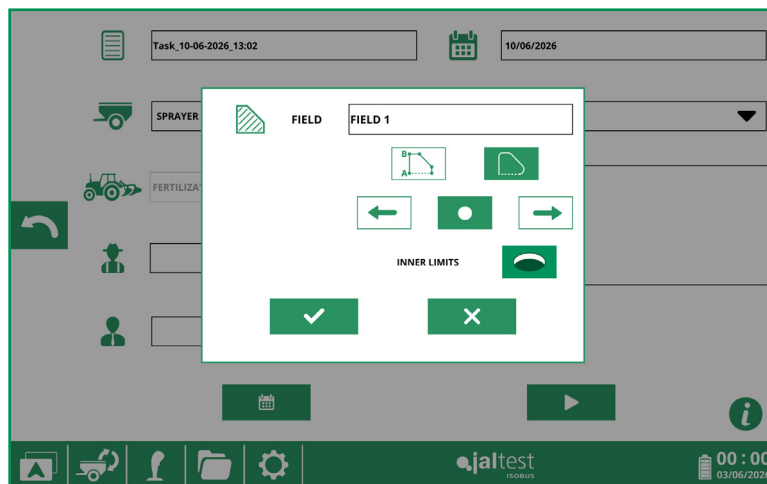 Task_10-06-2026_13:02
10/06/2026
SPRAYER
FIELD
FIELD 1
B
A
FERTILIZAT
INNER LIMITS
i
jaltest
ISOBUS
00 : 00
03/06/2026